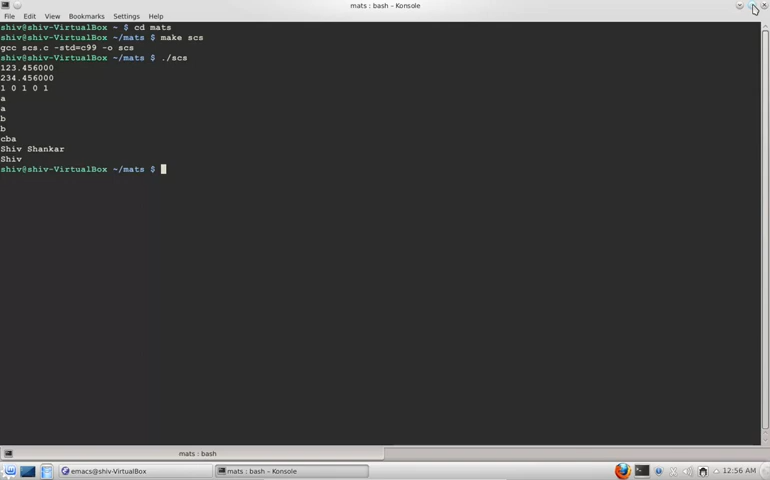 mats : bash - Konsole
File Edit View Bookmarks Settings Help
shiv@shiv-VirtualBox ~ $ cd mats
shiv@shiv-VirtualBox ~/mats $ make scs
gcc scs.c -std=c99 -o scs
shiv@shiv-VirtualBox ~/mats $ ./scs
123.456000
234.456000
1 0 1 0 1
a
a
b
b
cba
Shiv Shankar
Shiv
shiv@shiv-VirtualBox ~/mats $
mats : bash
emacs@shiv-VirtualBox
mats : bash - Konsole
12:56 AM